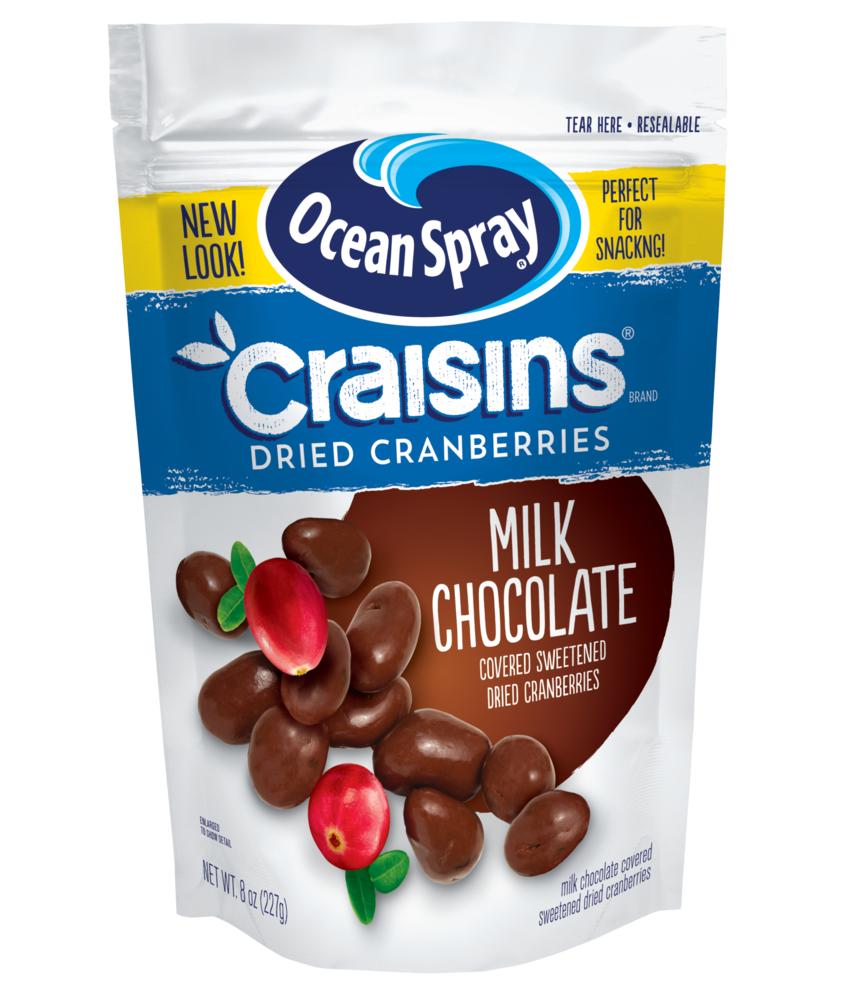 TEAR HERE • RESEALABLE
NEW
LOOK!
Ocean Spray®
PERFECT
FOR
SNACKNG!
Craisins®
BRAND
DRIED CRANBERRIES
MILK
CHOCOLATE
COVERED SWEETENED
DRIED CRANBERRIES
ENLARGED
TO SHOW DETAIL
NET WT. 8 oz (227g)
milk chocolate covered
sweetened dried cranberries